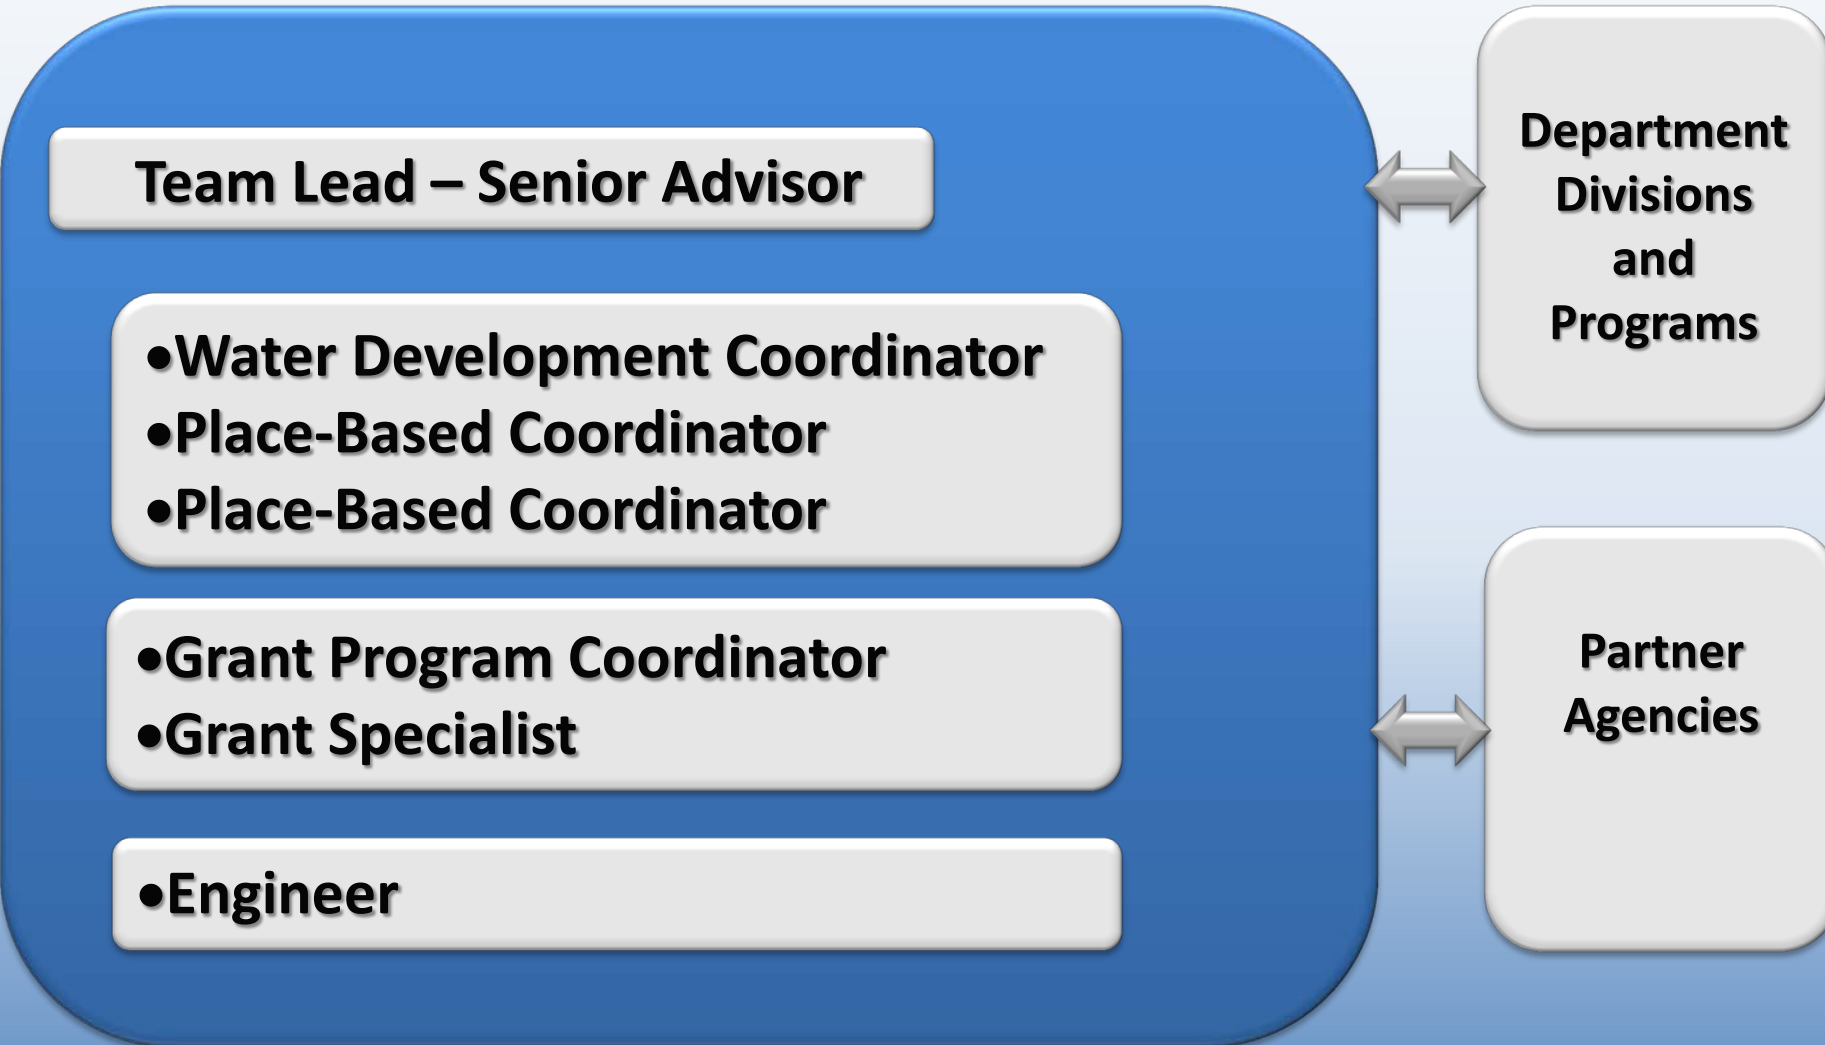 Team Lead – Senior Advisor
•Water Development Coordinator
•Place-Based Coordinator
•Place-Based Coordinator
•Grant Program Coordinator
•Grant Specialist
•Engineer
Department
Divisions
and
Programs
Partner
Agencies